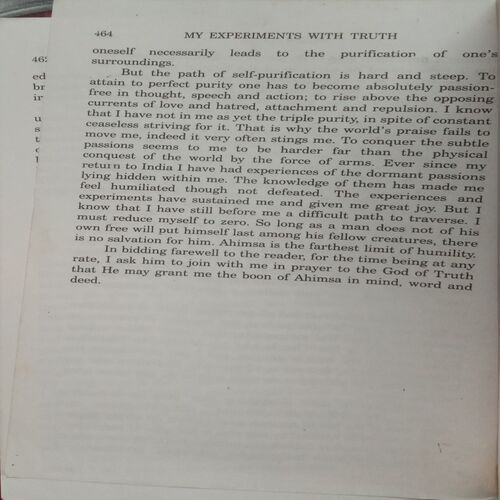 464 MY EXPERIMENTS WITH TRUTH
oneself necessarily leads to the purification of one's
surroundings.
But the path of self-purification is hard and steep. To
attain to perfect purity one has to become absolutely passion-
free in thought, speech and action; to rise above the opposing
currents of love and hatred, attachment and repulsion. I know
that I have not in me as yet the triple purity, in spite of constant
ceaseless striving for it. That is why the world's praise fails to
move me, indeed it very often stings me. To conquer the subtle
passions seems to me to be harder far than the physical
conquest of the world by the force of arms. Ever since my
return to India I have had experiences of the dormant passions
lying hidden within me. The knowledge of them has made me
feel humiliated though not defeated. The experiences and
experiments have sustained me and given me great joy. But I
know that I have still before me a difficult path to traverse. I
must reduce myself to zero. So long as a man does not of his
own free will put himself last among his fellow creatures, there
is no salvation for him. Ahimsa is the farthest limit of humility.
In bidding farewell to the reader, for the time being at any
rate, I ask him to join with me in prayer to the God of Truth
that He may grant me the boon of Ahimsa in mind, word and
deed.